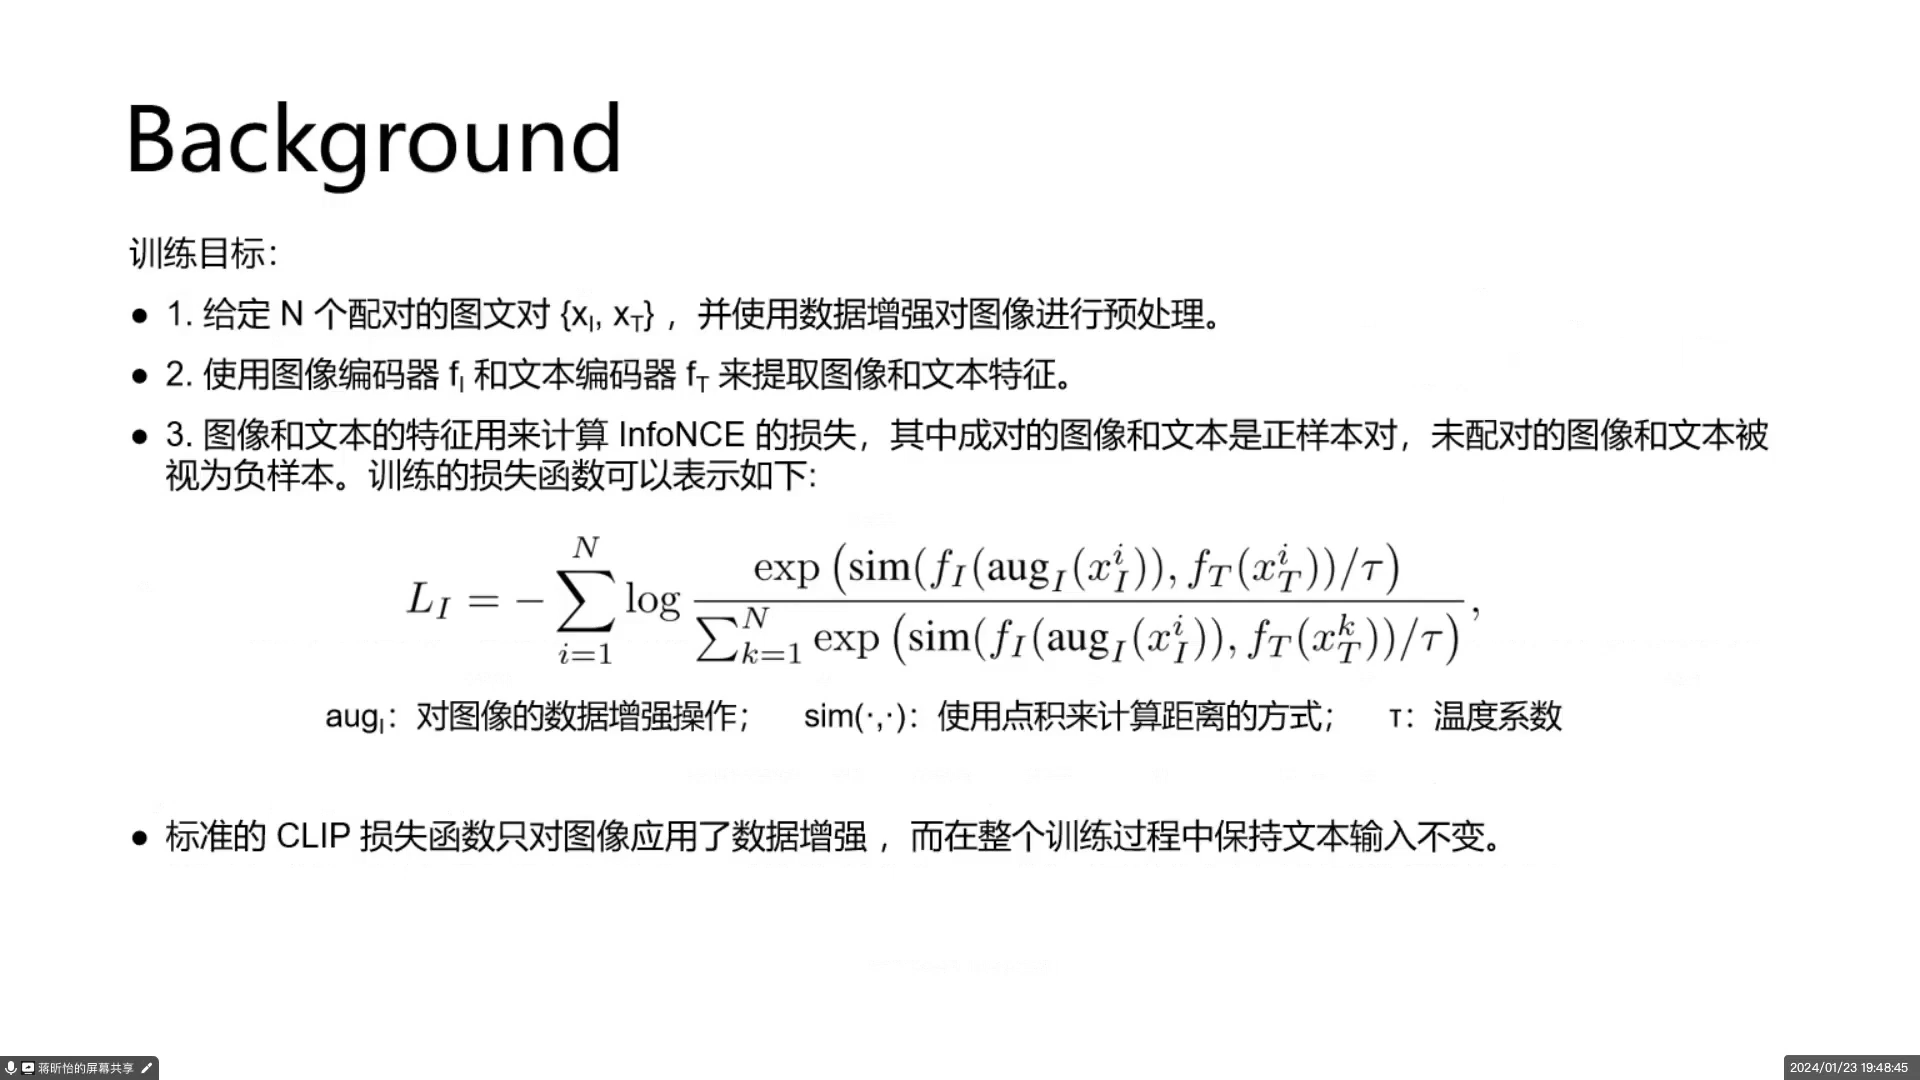 Background
训练目标：
● 1. 给定 N 个配对的图文对 {x_I, x_T} ，并使用数据增强对图像进行预处理。
● 2. 使用图像编码器 f_I 和文本编码器 f_T 来提取图像和文本特征。
● 3. 图像和文本的特征用来计算 InfoNCE 的损失，其中成对的图像和文本是正样本对，未配对的图像和文本被
视为负样本。训练的损失函数可以表示如下：
L_I = - \sum_{i=1}^{N} \log \frac{\exp(\mathrm{sim}(f_I(\mathrm{aug}_I(x_I^i)), f_T(x_T^i))/\tau)}{\sum_{k=1}^{N} \exp(\mathrm{sim}(f_I(\mathrm{aug}_I(x_I^i)), f_T(x_T^k))/\tau)},
aug_I：对图像的数据增强操作； sim(·,·)：使用点积来计算距离的方式； τ：温度系数
● 标准的 CLIP 损失函数只对图像应用了数据增强 ，而在整个训练过程中保持文本输入不变。
蒋昕怡的屏幕共享
2024/01/23 19:48:45